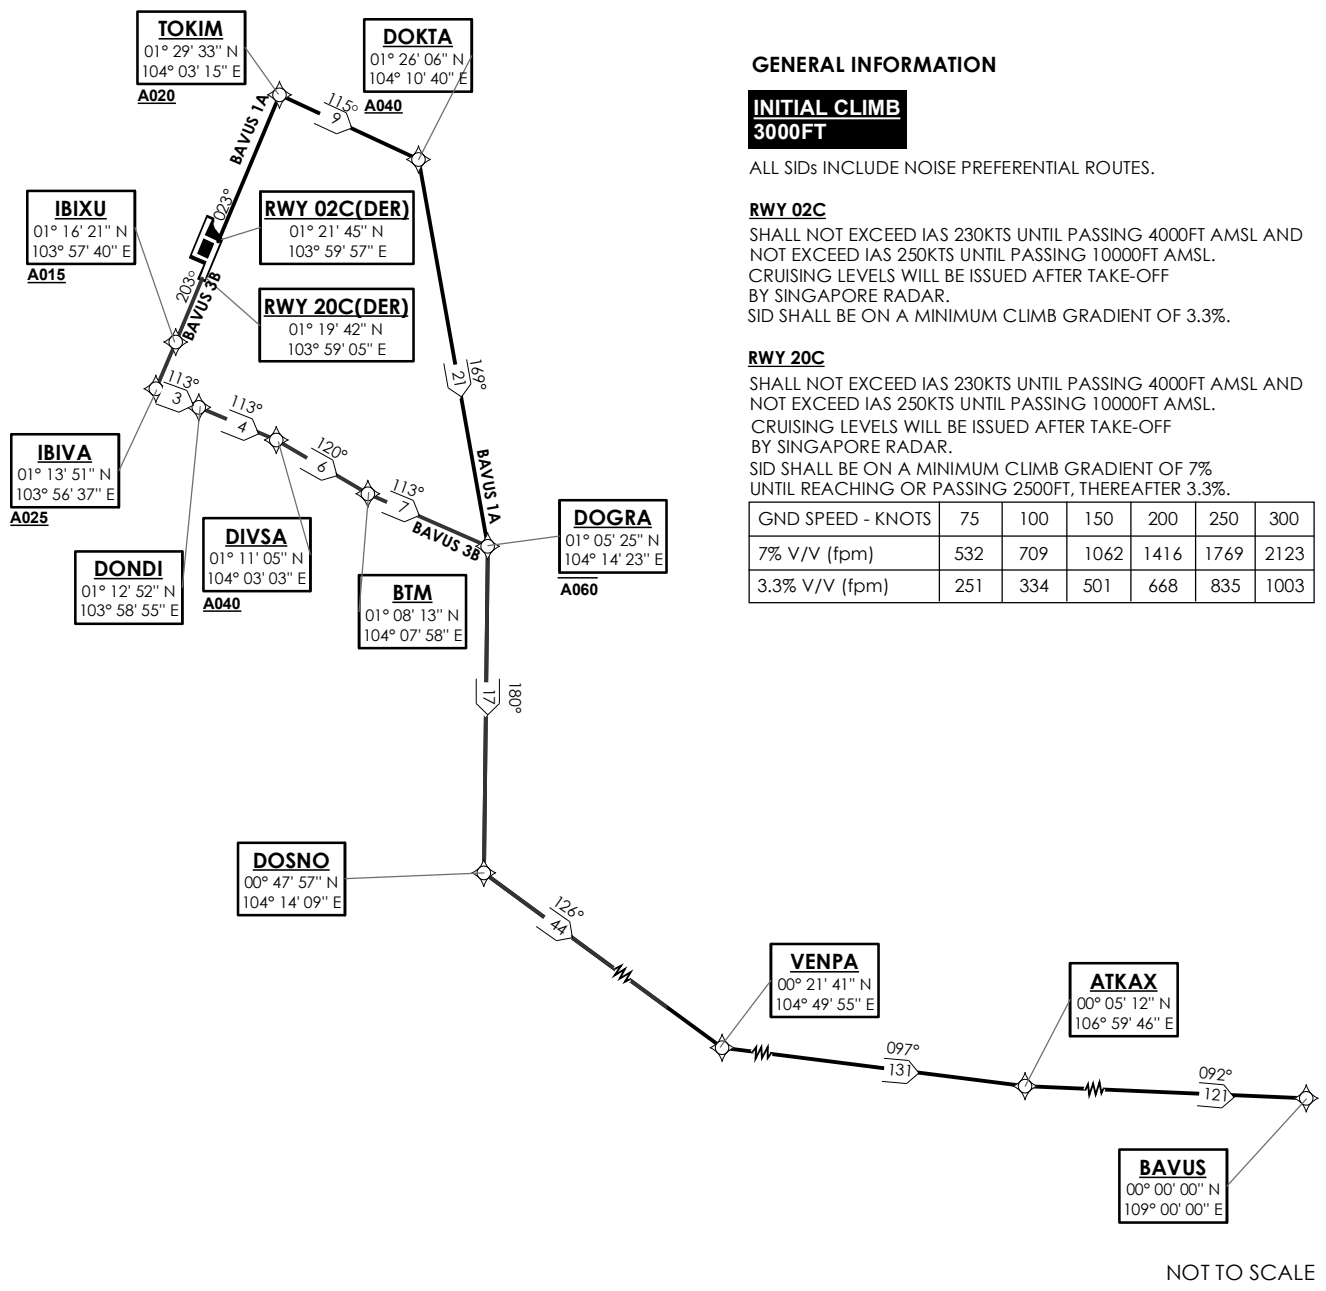 TOKIM
01° 29' 33" N
104° 03' 15" E
A020
DOKTA
01° 26' 06" N
104° 10' 40" E
A040
115°
9
BAVUS 1A
023°
IBIXU
01° 16' 21" N
103° 57' 40" E
A015
RWY 02C(DER)
01° 21' 45" N
103° 59' 57" E
203°
BAVUS 3B
RWY 20C(DER)
01° 19' 42" N
103° 59' 05" E
169°
21
BAVUS 1A
113°
3
113°
4
120°
6
113°
7
BAVUS 3B
IBIVA
01° 13' 51" N
103° 56' 37" E
A025
DONDI
01° 12' 52" N
103° 58' 55" E
DIVSA
01° 11' 05" N
104° 03' 03" E
A040
BTM
01° 08' 13" N
104° 07' 58" E
DOGRA
01° 05' 25" N
104° 14' 23" E
A060
17
180°
DOSNO
00° 47' 57" N
104° 14' 09" E
126°
44
VENPA
00° 21' 41" N
104° 49' 55" E
097°
131
ATKAX
00° 05' 12" N
106° 59' 46" E
092°
121
BAVUS
00° 00' 00" N
109° 00' 00" E
GENERAL INFORMATION
INITIAL CLIMB
3000FT
ALL SIDs INCLUDE NOISE PREFERENTIAL ROUTES.
RWY 02C
SHALL NOT EXCEED IAS 230KTS UNTIL PASSING 4000FT AMSL AND
NOT EXCEED IAS 250KTS UNTIL PASSING 10000FT AMSL.
CRUISING LEVELS WILL BE ISSUED AFTER TAKE-OFF
BY SINGAPORE RADAR.
SID SHALL BE ON A MINIMUM CLIMB GRADIENT OF 3.3%.
RWY 20C
SHALL NOT EXCEED IAS 230KTS UNTIL PASSING 4000FT AMSL AND
NOT EXCEED IAS 250KTS UNTIL PASSING 10000FT AMSL.
CRUISING LEVELS WILL BE ISSUED AFTER TAKE-OFF
BY SINGAPORE RADAR.
SID SHALL BE ON A MINIMUM CLIMB GRADIENT OF 7%
UNTIL REACHING OR PASSING 2500FT, THEREAFTER 3.3%.
GND SPEED - KNOTS 75 100 150 200 250 300
7% V/V (fpm) 532 709 1062 1416 1769 2123
3.3% V/V (fpm) 251 334 501 668 835 1003
NOT TO SCALE